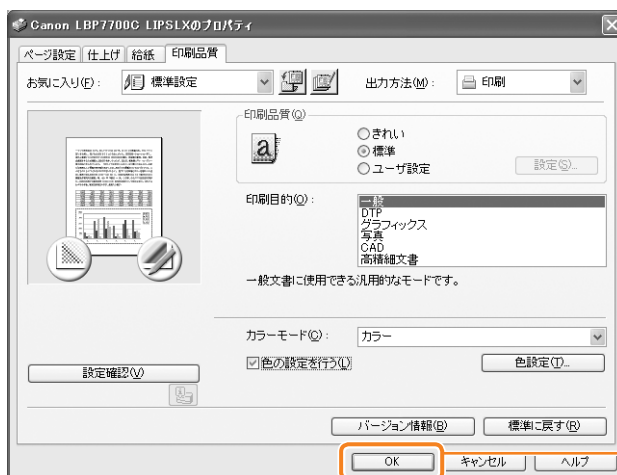 Canon LBP7700C LIPSLXのプロパティ
ページ設定 仕上げ 給紙 印刷品質
お気に入り(F): 標準設定 出力方法(M): 印刷
印刷品質(Q)
a
きれい
標準
ユーザ設定 設定(S)...
印刷目的(O): 一般
DTP
グラフィックス
写真
CAD
高精細文書
一般文書に使用できる汎用的なモードです。
カラーモード(C): カラー
色の設定を行う(L) 色設定(T)...
設定確認(V)
バージョン情報(B) 標準に戻す(R)
OK キャンセル ヘルプ